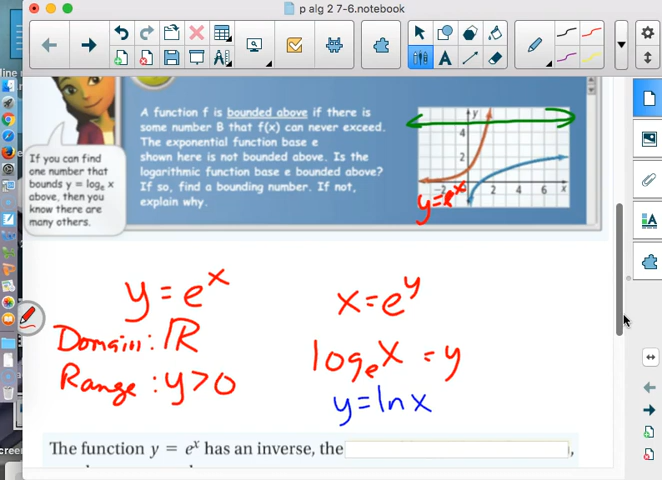 p alg 2 7-6.notebook
If you can find
one number that
bounds y = logₑ x
above, then you
know there are
many others.
A function f is bounded above if there is
some number B that f(x) can never exceed.
The exponential function base e
shown here is not bounded above. Is the
logarithmic function base e bounded above?
If so, find a bounding number. If not,
explain why.
y
4
2
−2 2 4 6 x
y=eˣ
y = eˣ
Domain: ℝ
Range: y>0
x=eʸ
logₑx = y
y=lnx
The function y = eˣ has an inverse, the ,